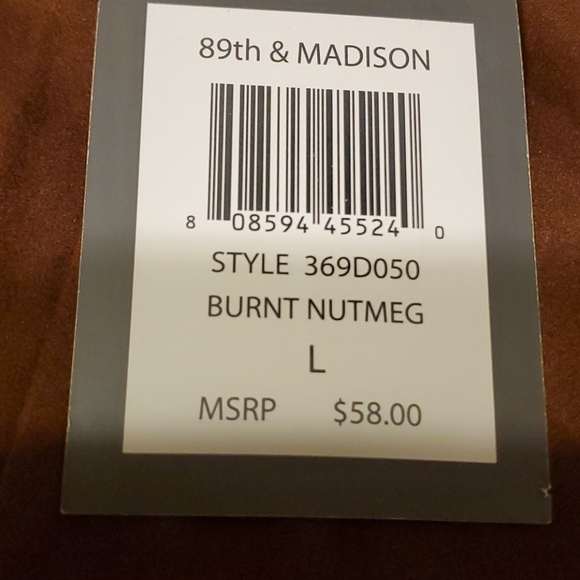 89th & MADISON
8 08594 45524 0
STYLE 369D050
BURNT NUTMEG
L
MSRP $58.00